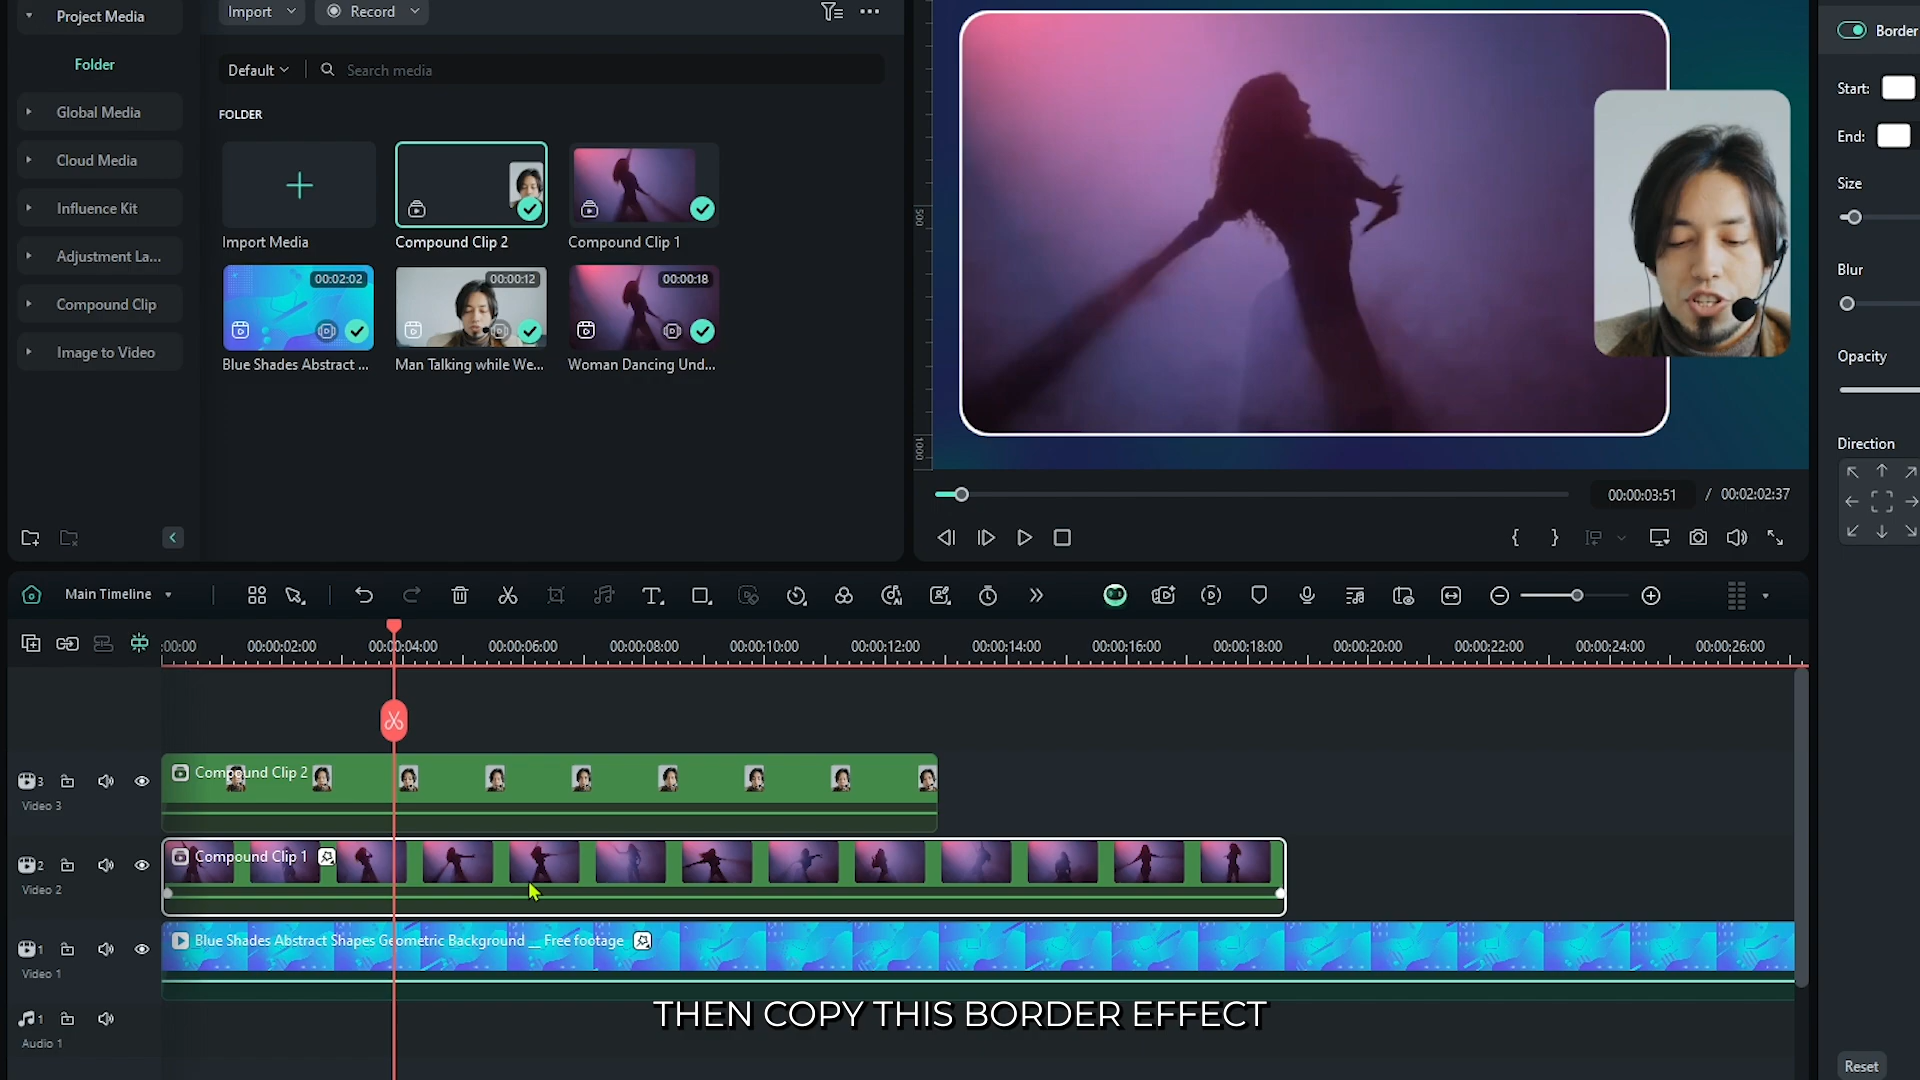 Project Media
Import
Record
Folder
Default
Search media
Global Media
FOLDER
Cloud Media
Influence Kit
Adjustment La...
Compound Clip
Image to Video
Import Media
Compound Clip 2
Compound Clip 1
00:02:02
00:00:12
00:00:18
Blue Shades Abstract ...
Man Talking while We...
Woman Dancing Und...
500
1000
00:00:03:51
/ 00:02:02:37
Border
Start:
End:
Size
Blur
Opacity
Direction
Reset
Main Timeline
:00:00
00:00:02:00
00:00:04:00
00:00:06:00
00:00:08:00
00:00:10:00
00:00:12:00
00:00:14:00
00:00:16:00
00:00:18:00
00:00:20:00
00:00:22:00
00:00:24:00
00:00:26:00
3
Video 3
Compound Clip 2
2
Video 2
Compound Clip 1
1
Video 1
Blue Shades Abstract Shapes Geometric Background __ Free footage
1
Audio 1
THEN COPY THIS BORDER EFFECT